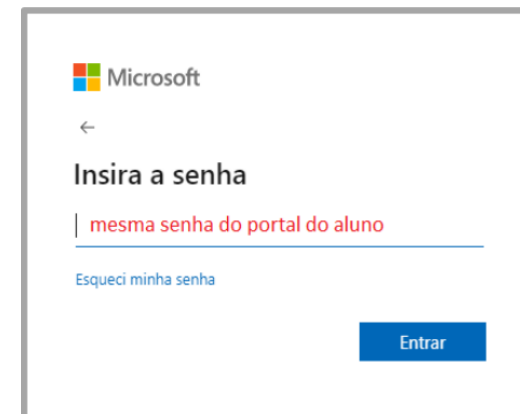 Microsoft
←
Insira a senha
mesma senha do portal do aluno
Esqueci minha senha
Entrar